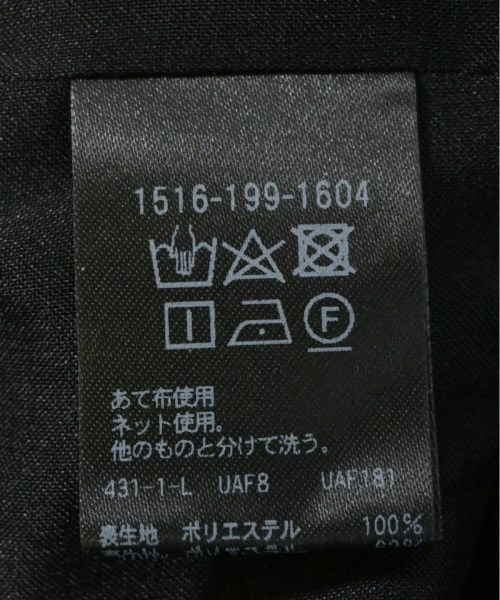 1516-199-1604
F
あて布使用
ネット使用。
他のものと分けて洗う。
431-1-L UAF8 UAF181
表生地 ポリエステル 100%